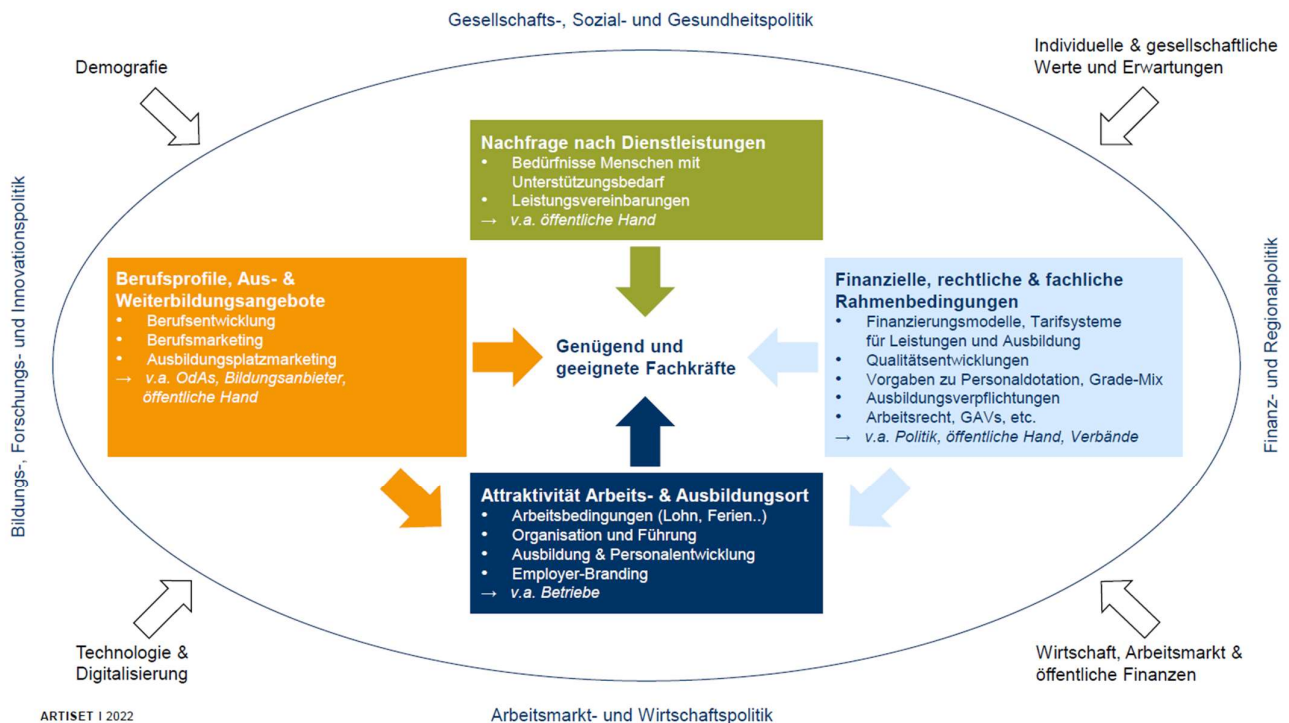 Gesellschafts-, Sozial- und Gesundheitspolitik
Demografie
Individuelle & gesellschaftliche
Werte und Erwartungen
Nachfrage nach Dienstleistungen
• Bedürfnisse Menschen mit
Unterstützungsbedarf
• Leistungsvereinbarungen
→ v.a. öffentliche Hand
Bildungs-, Forschungs- und Innovationspolitik
Berufsprofile, Aus- &
Weiterbildungsangebote
• Berufsentwicklung
• Berufsmarketing
• Ausbildungsplatzmarketing
→ v.a. OdAs, Bildungsanbieter,
öffentliche Hand
Genügend und
geeignete Fachkräfte
Finanzielle, rechtliche & fachliche
Rahmenbedingungen
• Finanzierungsmodelle, Tarifsysteme
für Leistungen und Ausbildung
• Qualitätsentwicklungen
• Vorgaben zu Personaldotation, Grade-Mix
• Ausbildungsverpflichtungen
• Arbeitsrecht, GAVs, etc.
→ v.a. Politik, öffentliche Hand, Verbände
Finanz- und Regionalpolitik
Attraktivität Arbeits- & Ausbildungsort
• Arbeitsbedingungen (Lohn, Ferien..)
• Organisation und Führung
• Ausbildung & Personalentwicklung
• Employer-Branding
→ v.a. Betriebe
Technologie &
Digitalisierung
Wirtschaft, Arbeitsmarkt &
öffentliche Finanzen
ARTISET I 2022
Arbeitsmarkt- und Wirtschaftspolitik